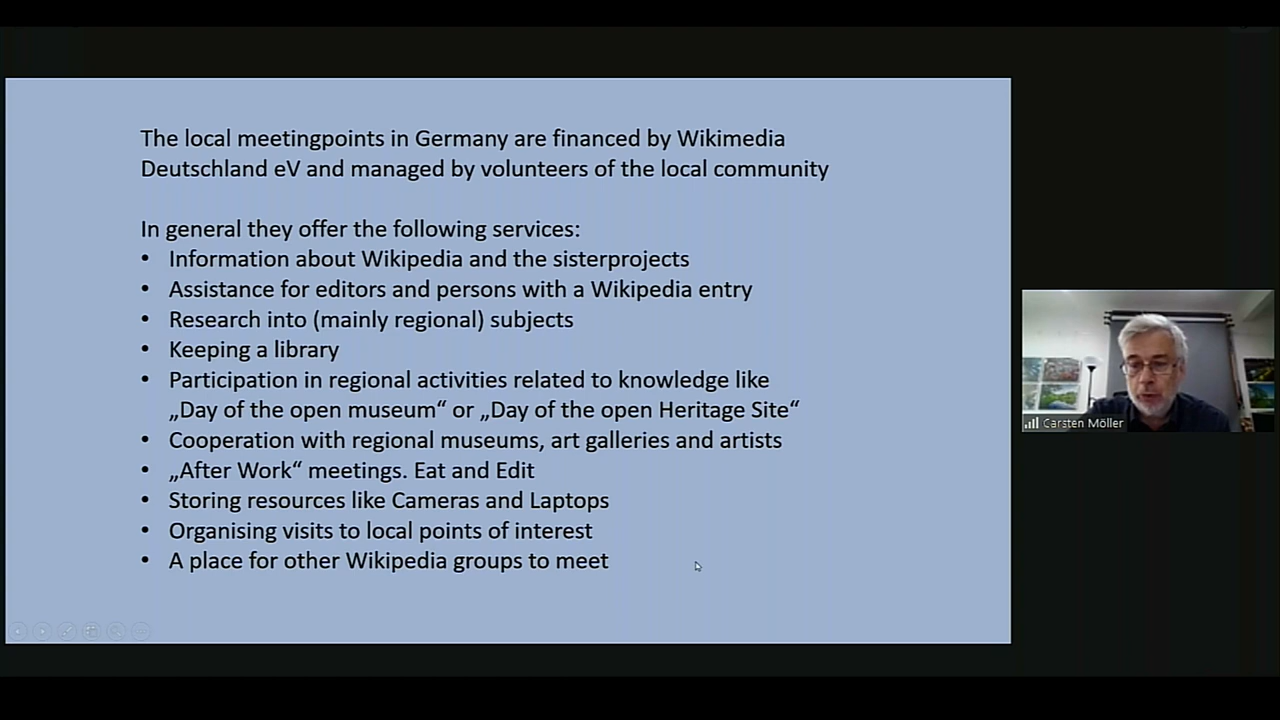 The local meetingpoints in Germany are financed by Wikimedia
Deutschland eV and managed by volunteers of the local community
In general they offer the following services:
• Information about Wikipedia and the sisterprojects
• Assistance for editors and persons with a Wikipedia entry
• Research into (mainly regional) subjects
• Keeping a library
• Participation in regional activities related to knowledge like
„Day of the open museum“ or „Day of the open Heritage Site“
• Cooperation with regional museums, art galleries and artists
• „After Work“ meetings. Eat and Edit
• Storing resources like Cameras and Laptops
• Organising visits to local points of interest
• A place for other Wikipedia groups to meet
Carsten Möller